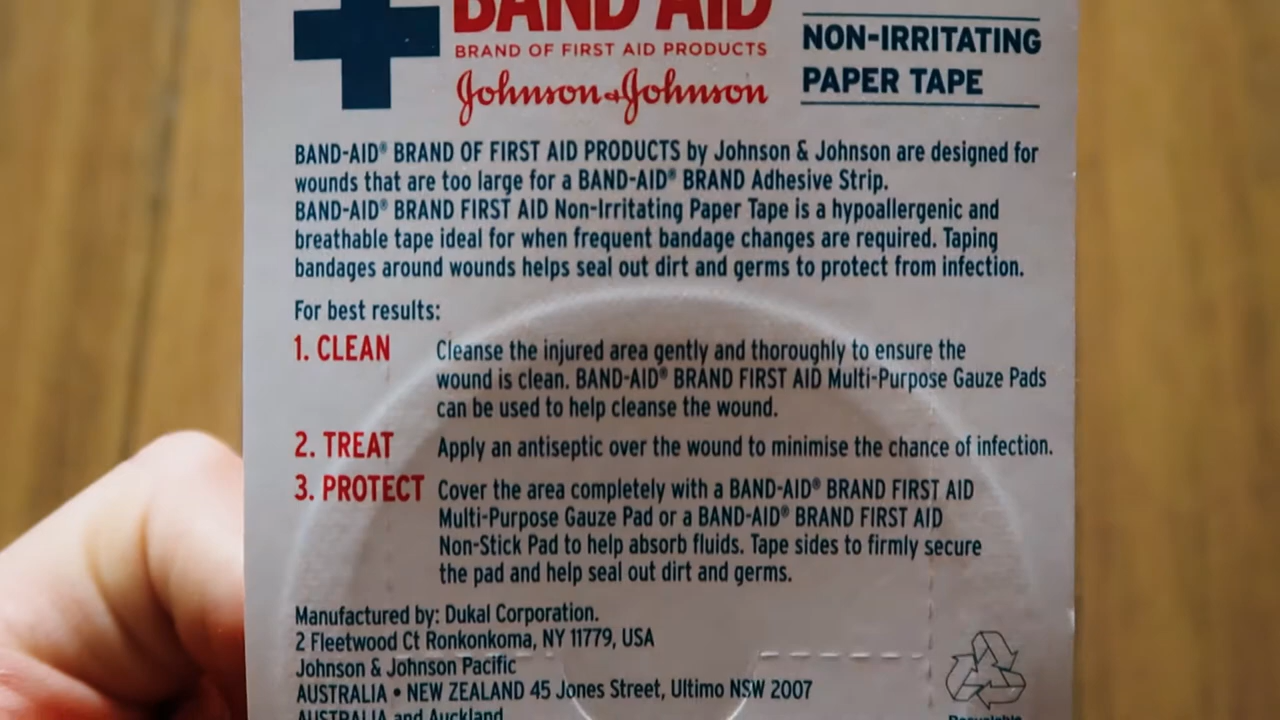 BAND AID
BRAND OF FIRST AID PRODUCTS
Johnson & Johnson
NON-IRRITATING
PAPER TAPE
BAND-AID® BRAND OF FIRST AID PRODUCTS by Johnson & Johnson are designed for
wounds that are too large for a BAND-AID® BRAND Adhesive Strip.
BAND-AID® BRAND FIRST AID Non-Irritating Paper Tape is a hypoallergenic and
breathable tape ideal for when frequent bandage changes are required. Taping
bandages around wounds helps seal out dirt and germs to protect from infection.
For best results:
1. CLEAN Cleanse the injured area gently and thoroughly to ensure the
wound is clean. BAND-AID® BRAND FIRST AID Multi-Purpose Gauze Pads
can be used to help cleanse the wound.
2. TREAT Apply an antiseptic over the wound to minimise the chance of infection.
3. PROTECT Cover the area completely with a BAND-AID® BRAND FIRST AID
Multi-Purpose Gauze Pad or a BAND-AID® BRAND FIRST AID
Non-Stick Pad to help absorb fluids. Tape sides to firmly secure
the pad and help seal out dirt and germs.
Manufactured by: Dukal Corporation.
2 Fleetwood Ct Ronkonkoma, NY 11779, USA
Johnson & Johnson Pacific
AUSTRALIA • NEW ZEALAND 45 Jones Street, Ultimo NSW 2007
AUSTRALIA and Auckland
Recyclable